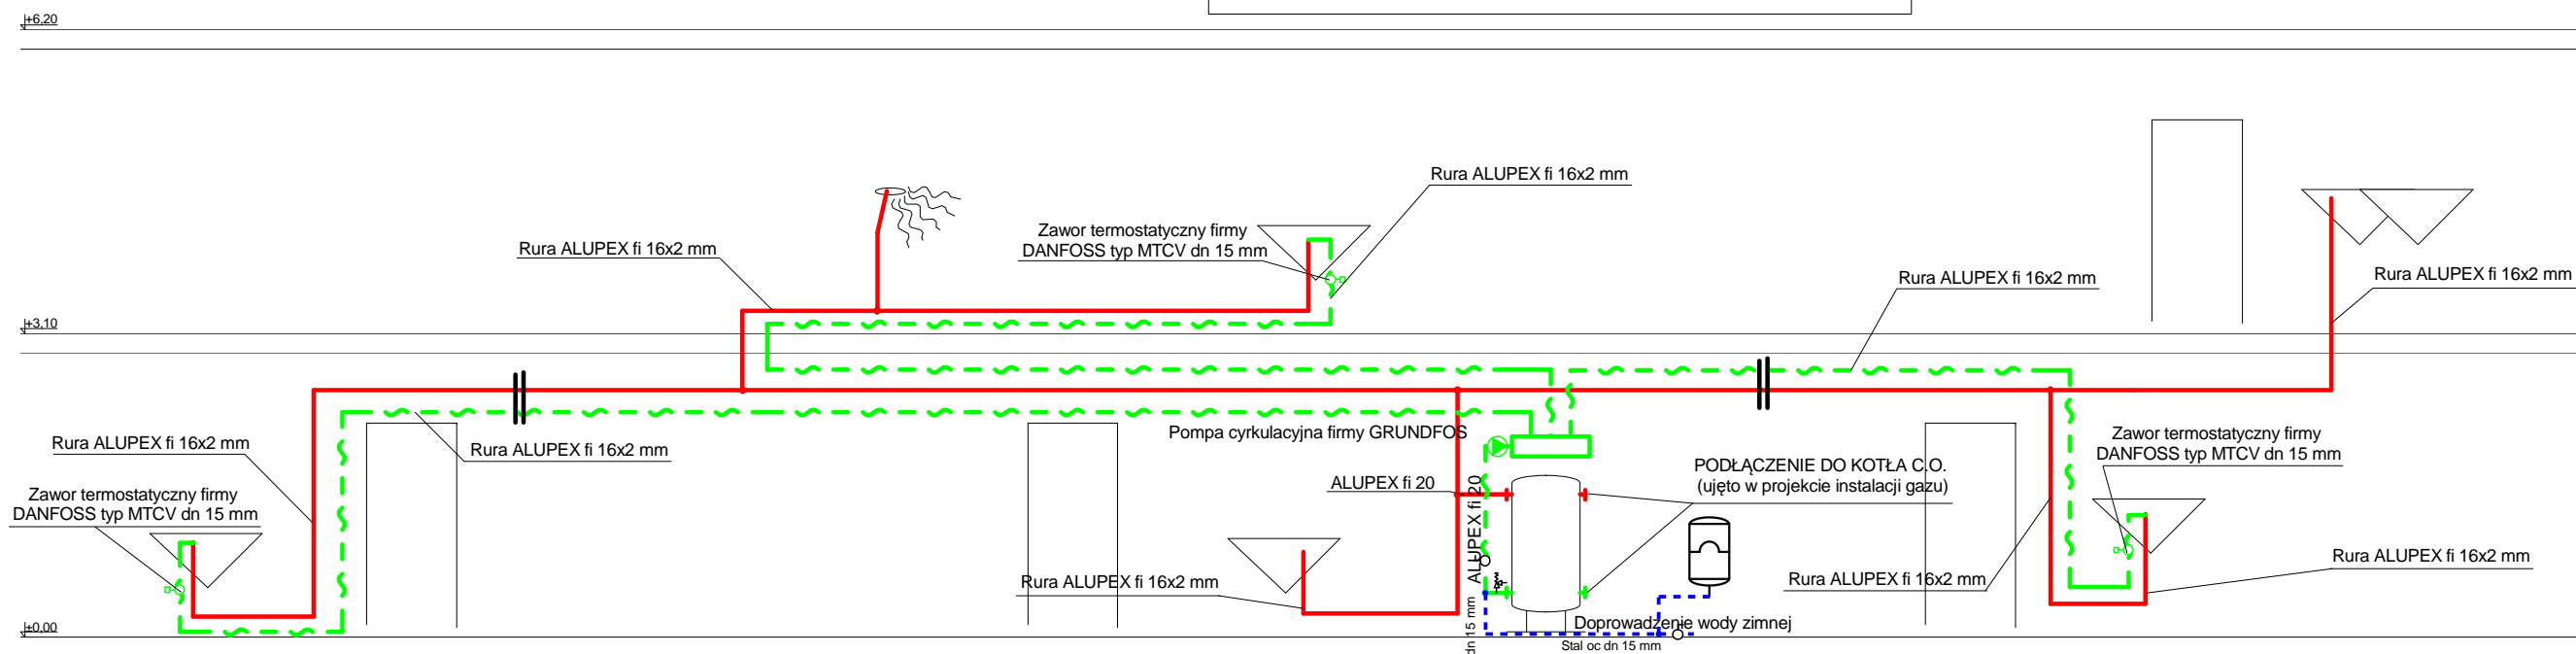 +6,20
Rura ALUPEX fi 16x2 mm
Zawor termostatyczny firmy
DANFOSS typ MTCV dn 15 mm
Rura ALUPEX fi 16x2 mm
Rura ALUPEX fi 16x2 mm
Rura ALUPEX fi 16x2 mm
+3,10
Pompa cyrkulacyjna firmy GRUNDFOS
Rura ALUPEX fi 16x2 mm
Rura ALUPEX fi 16x2 mm
Zawor termostatyczny firmy
DANFOSS typ MTCV dn 15 mm
Zawor termostatyczny firmy
DANFOSS typ MTCV dn 15 mm
ALUPEX fi 20
ALUPEX fi 20
PODŁĄCZENIE DO KOTŁA C.O.
(ujęto w projekcie instalacji gazu)
Rura ALUPEX fi 16x2 mm
Rura ALUPEX fi 16x2 mm
Rura ALUPEX fi 16x2 mm
±0,00
dn 15 mm
Doprowadzenie wody zimnej
Stal oc dn 15 mm